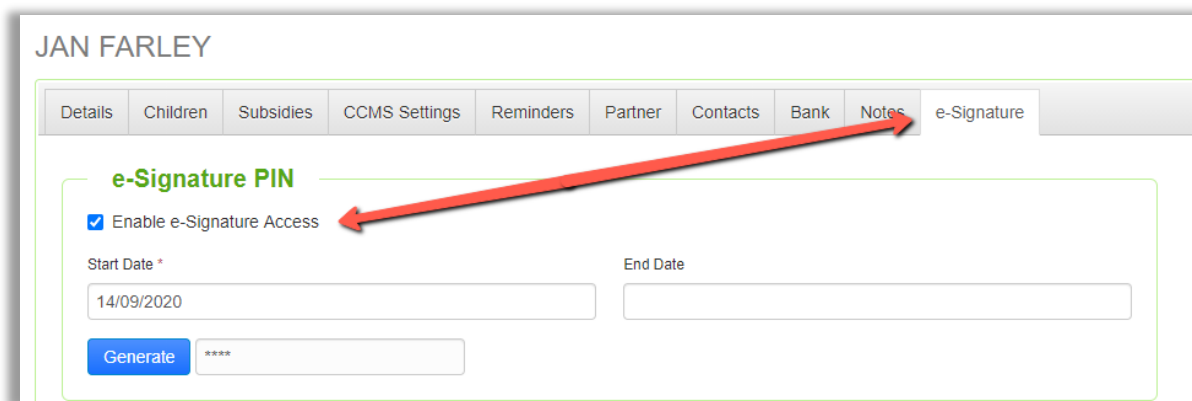 JAN FARLEY
Details Children Subsidies CCMS Settings Reminders Partner Contacts Bank Notes e-Signature
e-Signature PIN
Enable e-Signature Access
Start Date * End Date
14/09/2020
Generate ****